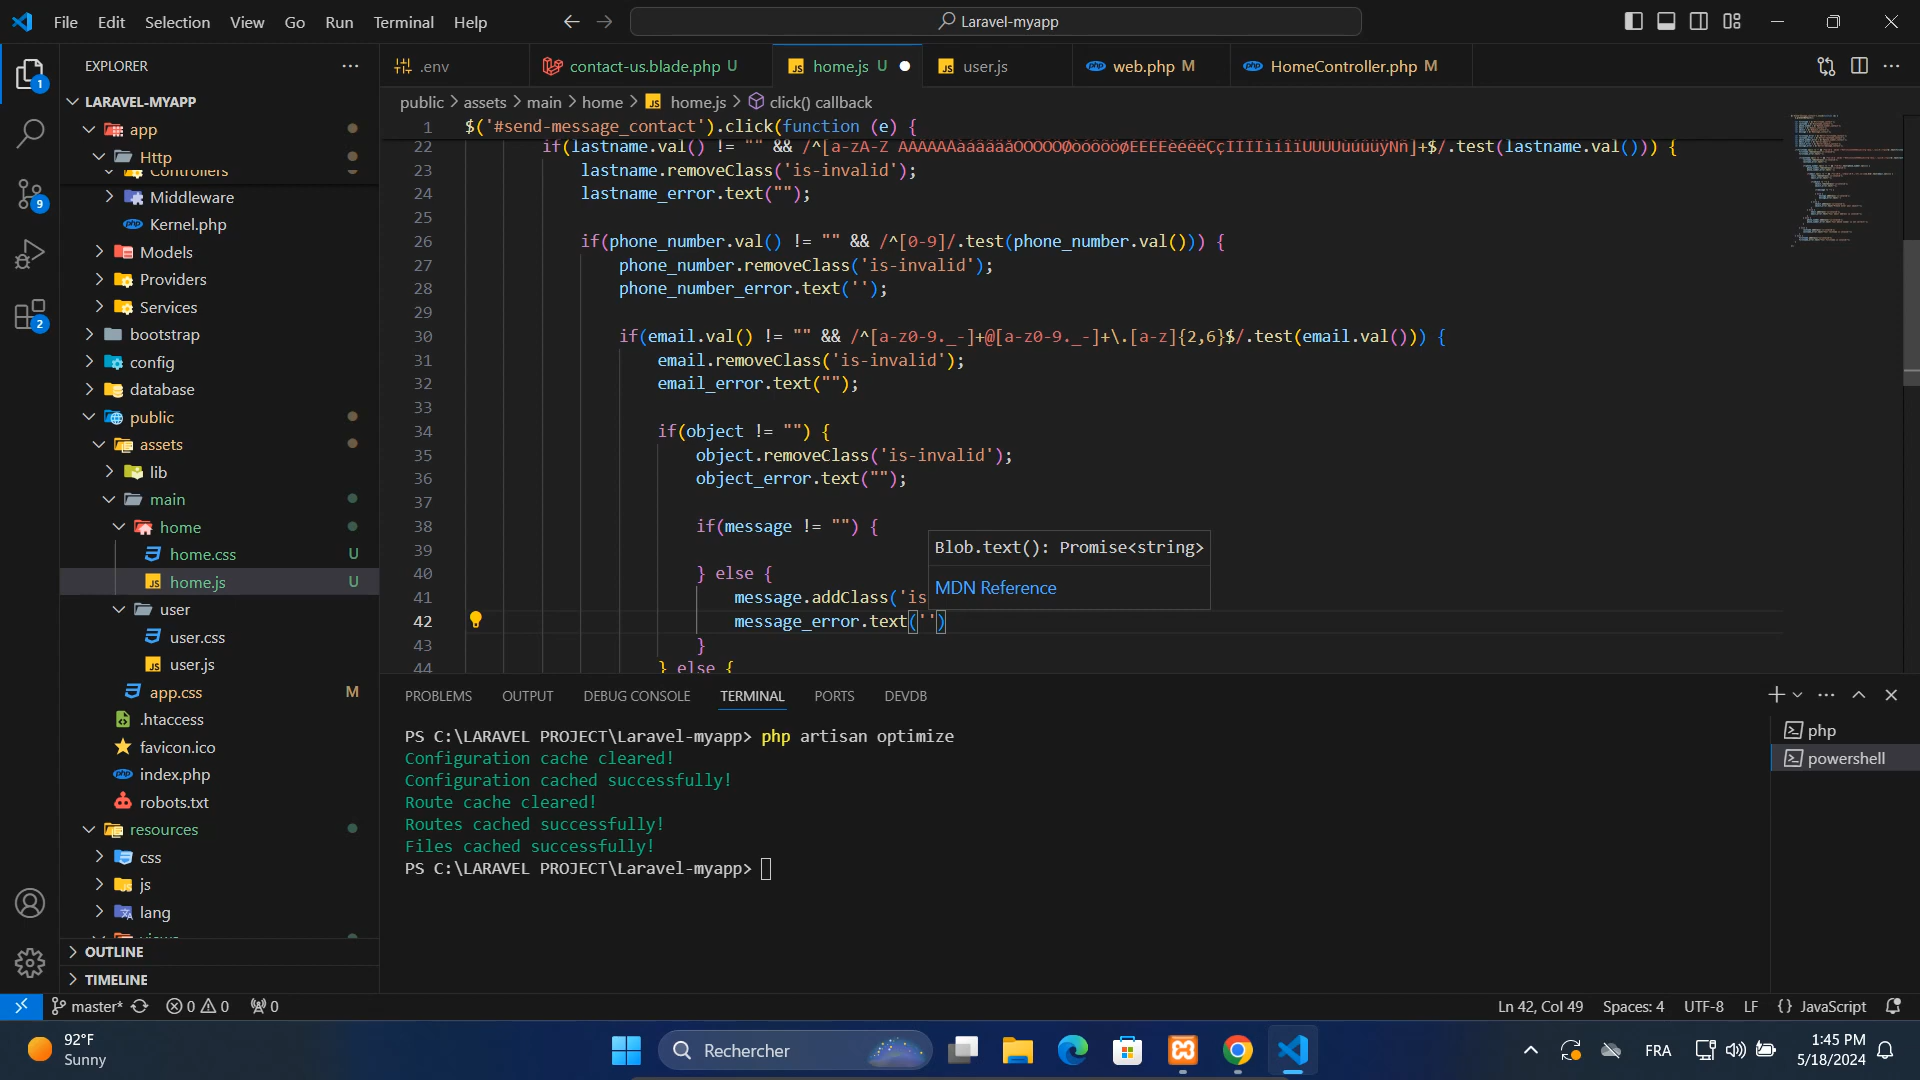 File Edit Selection View Go Run Terminal Help
Laravel-myapp
EXPLORER
LARAVEL-MYAPP
app
Http
Controllers
Middleware
Kernel.php
Models
Providers
Services
bootstrap
config
database
public
assets
lib
main
home
home.css U
home.js U
user
user.css
user.js
app.css M
.htaccess
favicon.ico
index.php
robots.txt
resources
css
js
lang
views
OUTLINE
TIMELINE
1
9
2
.env
contact-us.blade.php U
home.js U
user.js
web.php M
HomeController.php M
public > assets > main > home > home.js > click() callback
1 $('#send-message_contact').click(function (e) {
23 lastname.removeClass('is-invalid');
24 lastname_error.text("");
25
26 if(phone_number.val() != "" && /^[0-9]/.test(phone_number.val())) {
27 phone_number.removeClass('is-invalid');
28 phone_number_error.text('');
29
30 if(email.val() != "" && /^[a-z0-9._-]+@[a-z0-9._-]+\.[a-z]{2,6}$/.test(email.val())) {
31 email.removeClass('is-invalid');
32 email_error.text("");
33
34 if(object != "") {
35 object.removeClass('is-invalid');
36 object_error.text("");
37
38 if(message != "") {
39
40 } else {
41 message.addClass('is
42 message_error.text('')
43 }
44 } else {
Blob.text(): Promise<string>
MDN Reference
PROBLEMS OUTPUT DEBUG CONSOLE TERMINAL PORTS DEVDB
PS C:\LARAVEL PROJECT\Laravel-myapp> php artisan optimize
Configuration cache cleared!
Configuration cached successfully!
Route cache cleared!
Routes cached successfully!
Files cached successfully!
PS C:\LARAVEL PROJECT\Laravel-myapp>
php
powershell
master* 0 0 0
Ln 42, Col 49 Spaces: 4 UTF-8 LF {} JavaScript
92°F
Sunny
Rechercher
FRA
1:45 PM
5/18/2024